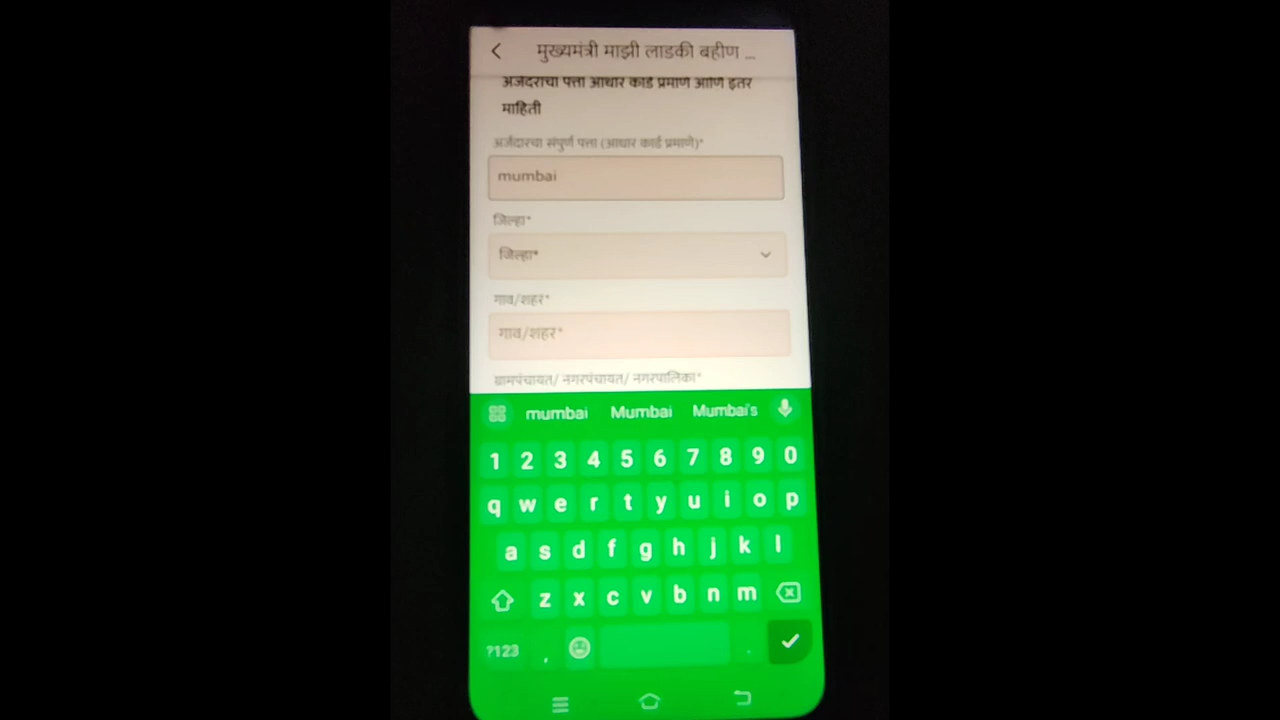 मुख्यमंत्री माझी लाडकी बहीण ...
अर्जदाराचा पत्ता आधार कार्ड प्रमाणे आणि इतर
माहिती
अर्जदारचा संपुर्ण पत्ता (आधार कार्ड प्रमाणे)*
mumbai
जिल्हा*
जिल्हा*
गाव/शहर*
गाव/शहर*
ग्रामपंचायत/ नगरपंचायत/ नगरपालिका*
mumbai Mumbai Mumbai's
1 2 3 4 5 6 7 8 9 0
q w e r t y u i o p
a s d f g h j k l
z x c v b n m
?123 , .